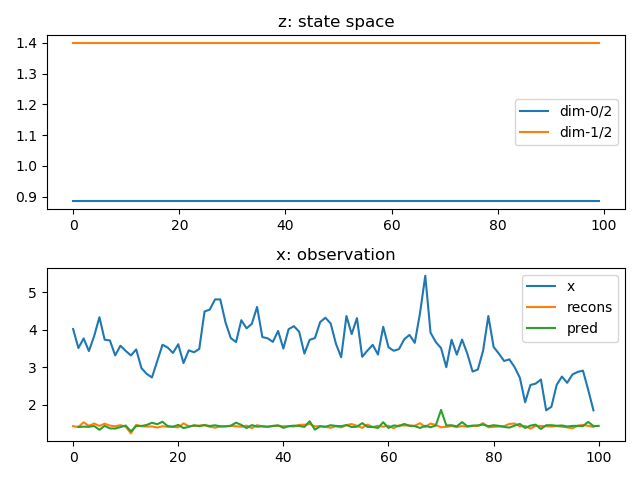 z: state space
1.4
1.3
1.2
1.1
1.0
0.9
dim-0/2
dim-1/2
0 20 40 60 80 100
x: observation
5
4
3
2
x
recons
pred
0 20 40 60 80 100